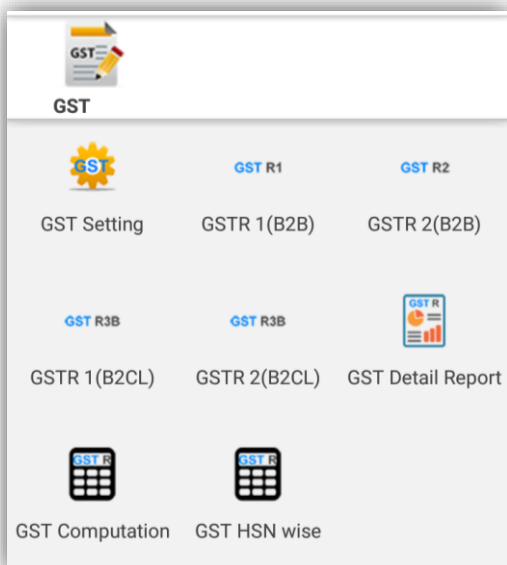 GST
GST
GST
GST R1
GST R2
GST Setting
GSTR 1(B2B)
GSTR 2(B2B)
GST R3B
GST R3B
GST R
GSTR 1(B2CL)
GSTR 2(B2CL)
GST Detail Report
GST R
GST R
GST Computation
GST HSN wise